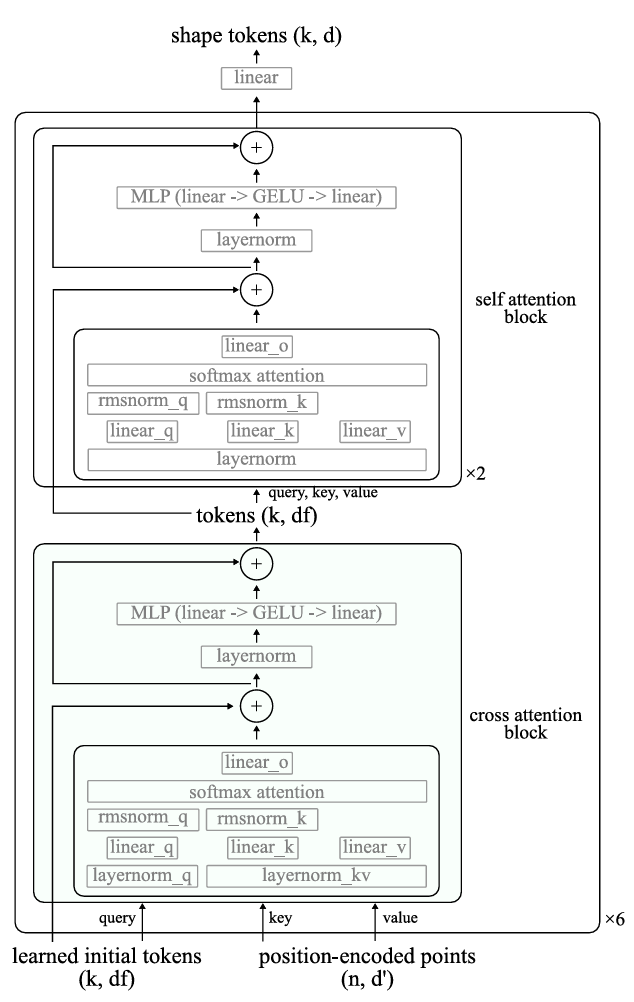 shape tokens (k, d)
linear
+
MLP (linear -> GELU -> linear)
layernorm
+
self attention
block
linear_o
softmax attention
rmsnorm_q rmsnorm_k
linear_q linear_k linear_v
layernorm
×2
query, key, value
tokens (k, df)
+
MLP (linear -> GELU -> linear)
layernorm
+
cross attention
block
linear_o
softmax attention
rmsnorm_q rmsnorm_k
linear_q linear_k linear_v
layernorm_q layernorm_kv
query key value
×6
learned initial tokens
(k, df)
position-encoded points
(n, d')